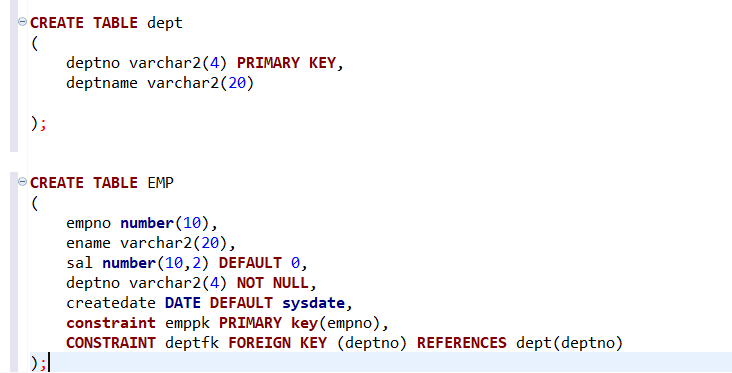 CREATE TABLE dept
(
    deptno varchar2(4) PRIMARY KEY,
    deptname varchar2(20)
);
CREATE TABLE EMP
(
    empno number(10),
    ename varchar2(20),
    sal number(10,2) DEFAULT 0,
    deptno varchar2(4) NOT NULL,
    createdate DATE DEFAULT sysdate,
    constraint emppk PRIMARY key(empno),
    CONSTRAINT deptfk FOREIGN KEY (deptno) REFERENCES dept(deptno)
);